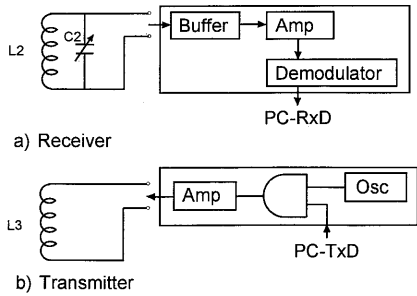 L2
C2
Buffer
Amp
Demodulator
PC-RxD
a) Receiver
L3
Amp
Osc
PC-TxD
b) Transmitter